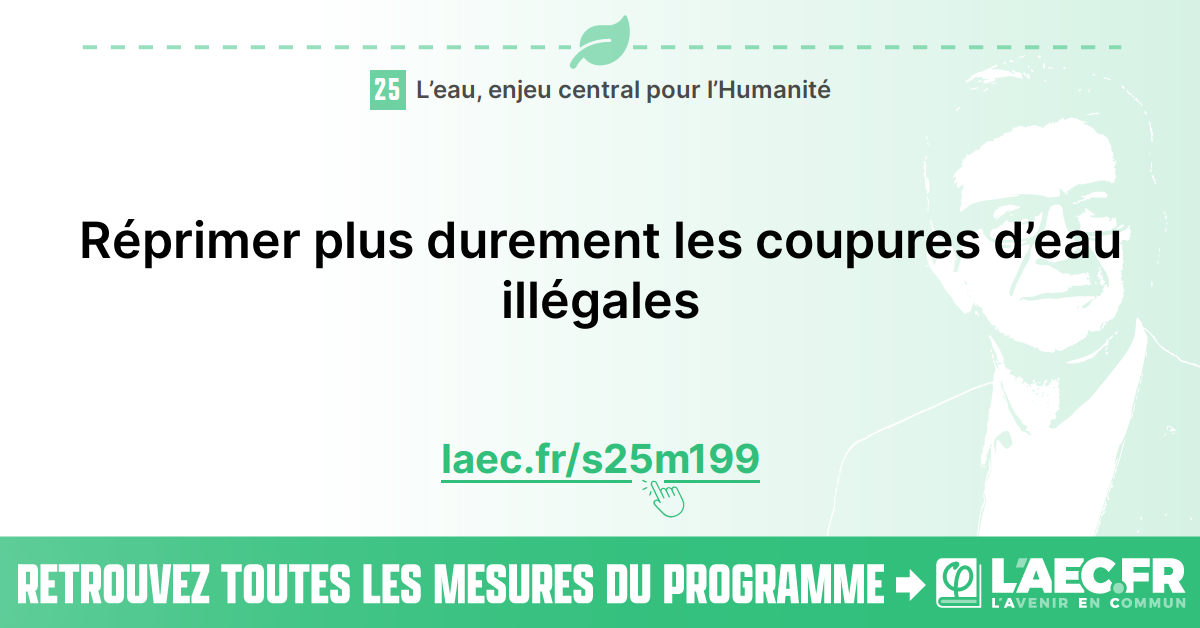 25 L’eau, enjeu central pour l’Humanité
Réprimer plus durement les coupures d’eau
illégales
laec.fr/s25m199
RETROUVEZ TOUTES LES MESURES DU PROGRAMME
L'AEC.FR
L'AVENIR EN COMMUN